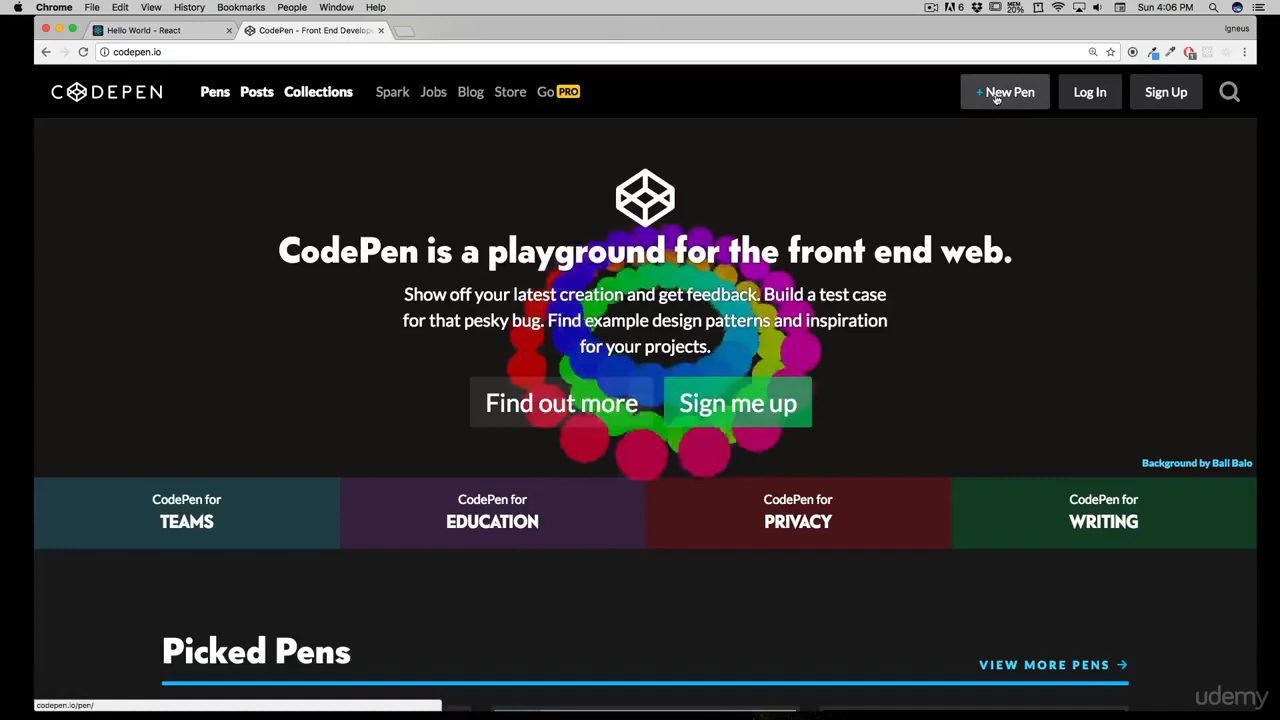 Chrome File Edit View History Bookmarks People Window Help
6 MEM 20% Sun 4:06 PM
Hello World - React
CodePen - Front End Develope
Igneus
codepen.io
CODEPEN
Pens Posts Collections Spark Jobs Blog Store Go PRO
+ New Pen Log In Sign Up
CodePen is a playground for the front end web.
Show off your latest creation and get feedback. Build a test case
for that pesky bug. Find example design patterns and inspiration
for your projects.
Find out more Sign me up
Background by Ball Balo
CodePen for
TEAMS
CodePen for
EDUCATION
CodePen for
PRIVACY
CodePen for
WRITING
Picked Pens
VIEW MORE PENS →
codepen.io/pen/
udemy